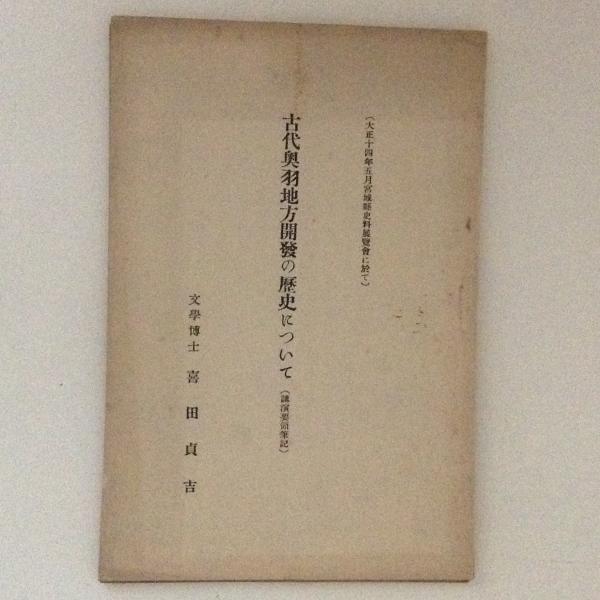 (大正十四年五月宮城縣史料展覽會に於て)
古代奥羽地方開發の歷史について(講演要領筆記)
文學博士 喜田貞吉